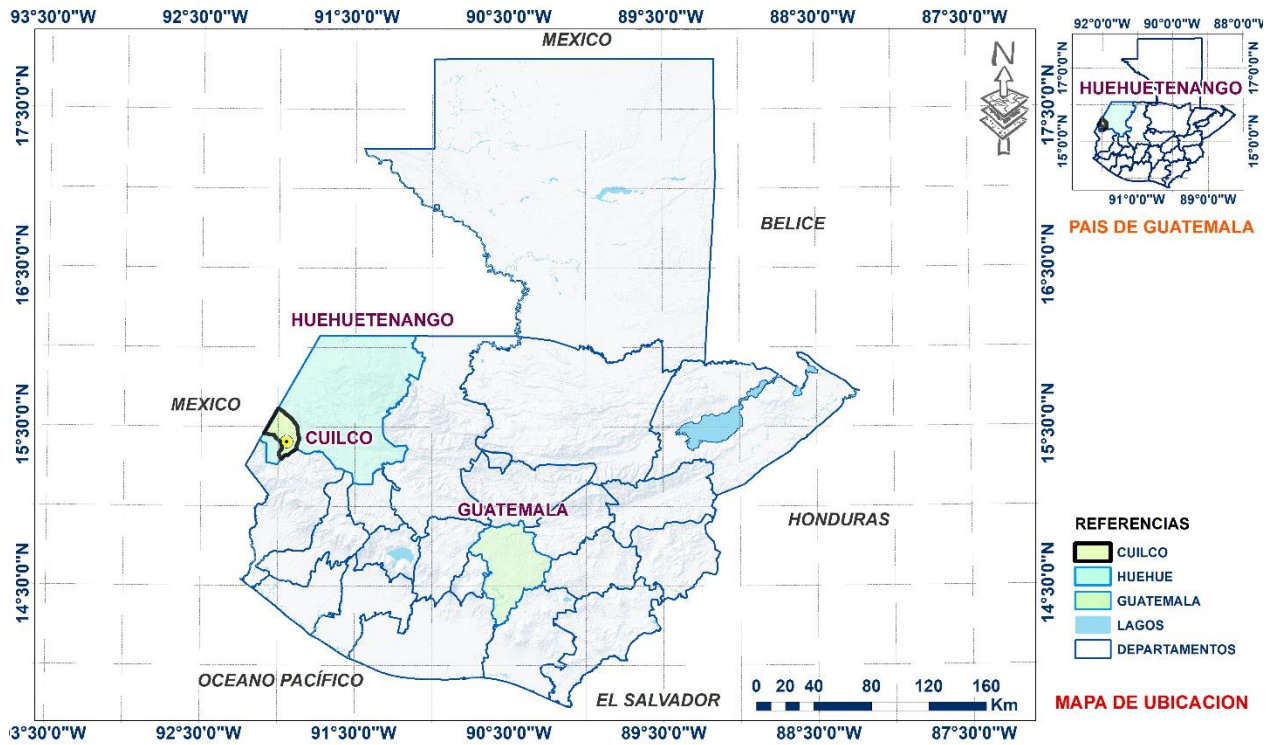 93°30'0"W 92°30'0"W 91°30'0"W 90°30'0"W 89°30'0"W 88°30'0"W 87°30'0"W
MEXICO
N
17°30'0"N
17°30'0"N
BELICE
16°30'0"N
16°30'0"N
HUEHUETENANGO
MEXICO
CUILCO
15°30'0"N
15°30'0"N
GUATEMALA
HONDURAS
14°30'0"N
14°30'0"N
OCEANO PACÍFICO
EL SALVADOR
0 20 40 80 120 160
Km
3°30'0"W 92°30'0"W 91°30'0"W 90°30'0"W 89°30'0"W 88°30'0"W 87°30'0"W
92°0'0"W 90°0'0"W 88°0'0"W
17°0'0"N
17°0'0"N
HUEHUETENANGO
15°0'0"N
15°0'0"N
91°0'0"W 89°0'0"W
PAIS DE GUATEMALA
REFERENCIAS
CUILCO
HUEHUE
GUATEMALA
LAGOS
DEPARTAMENTOS
MAPA DE UBICACION